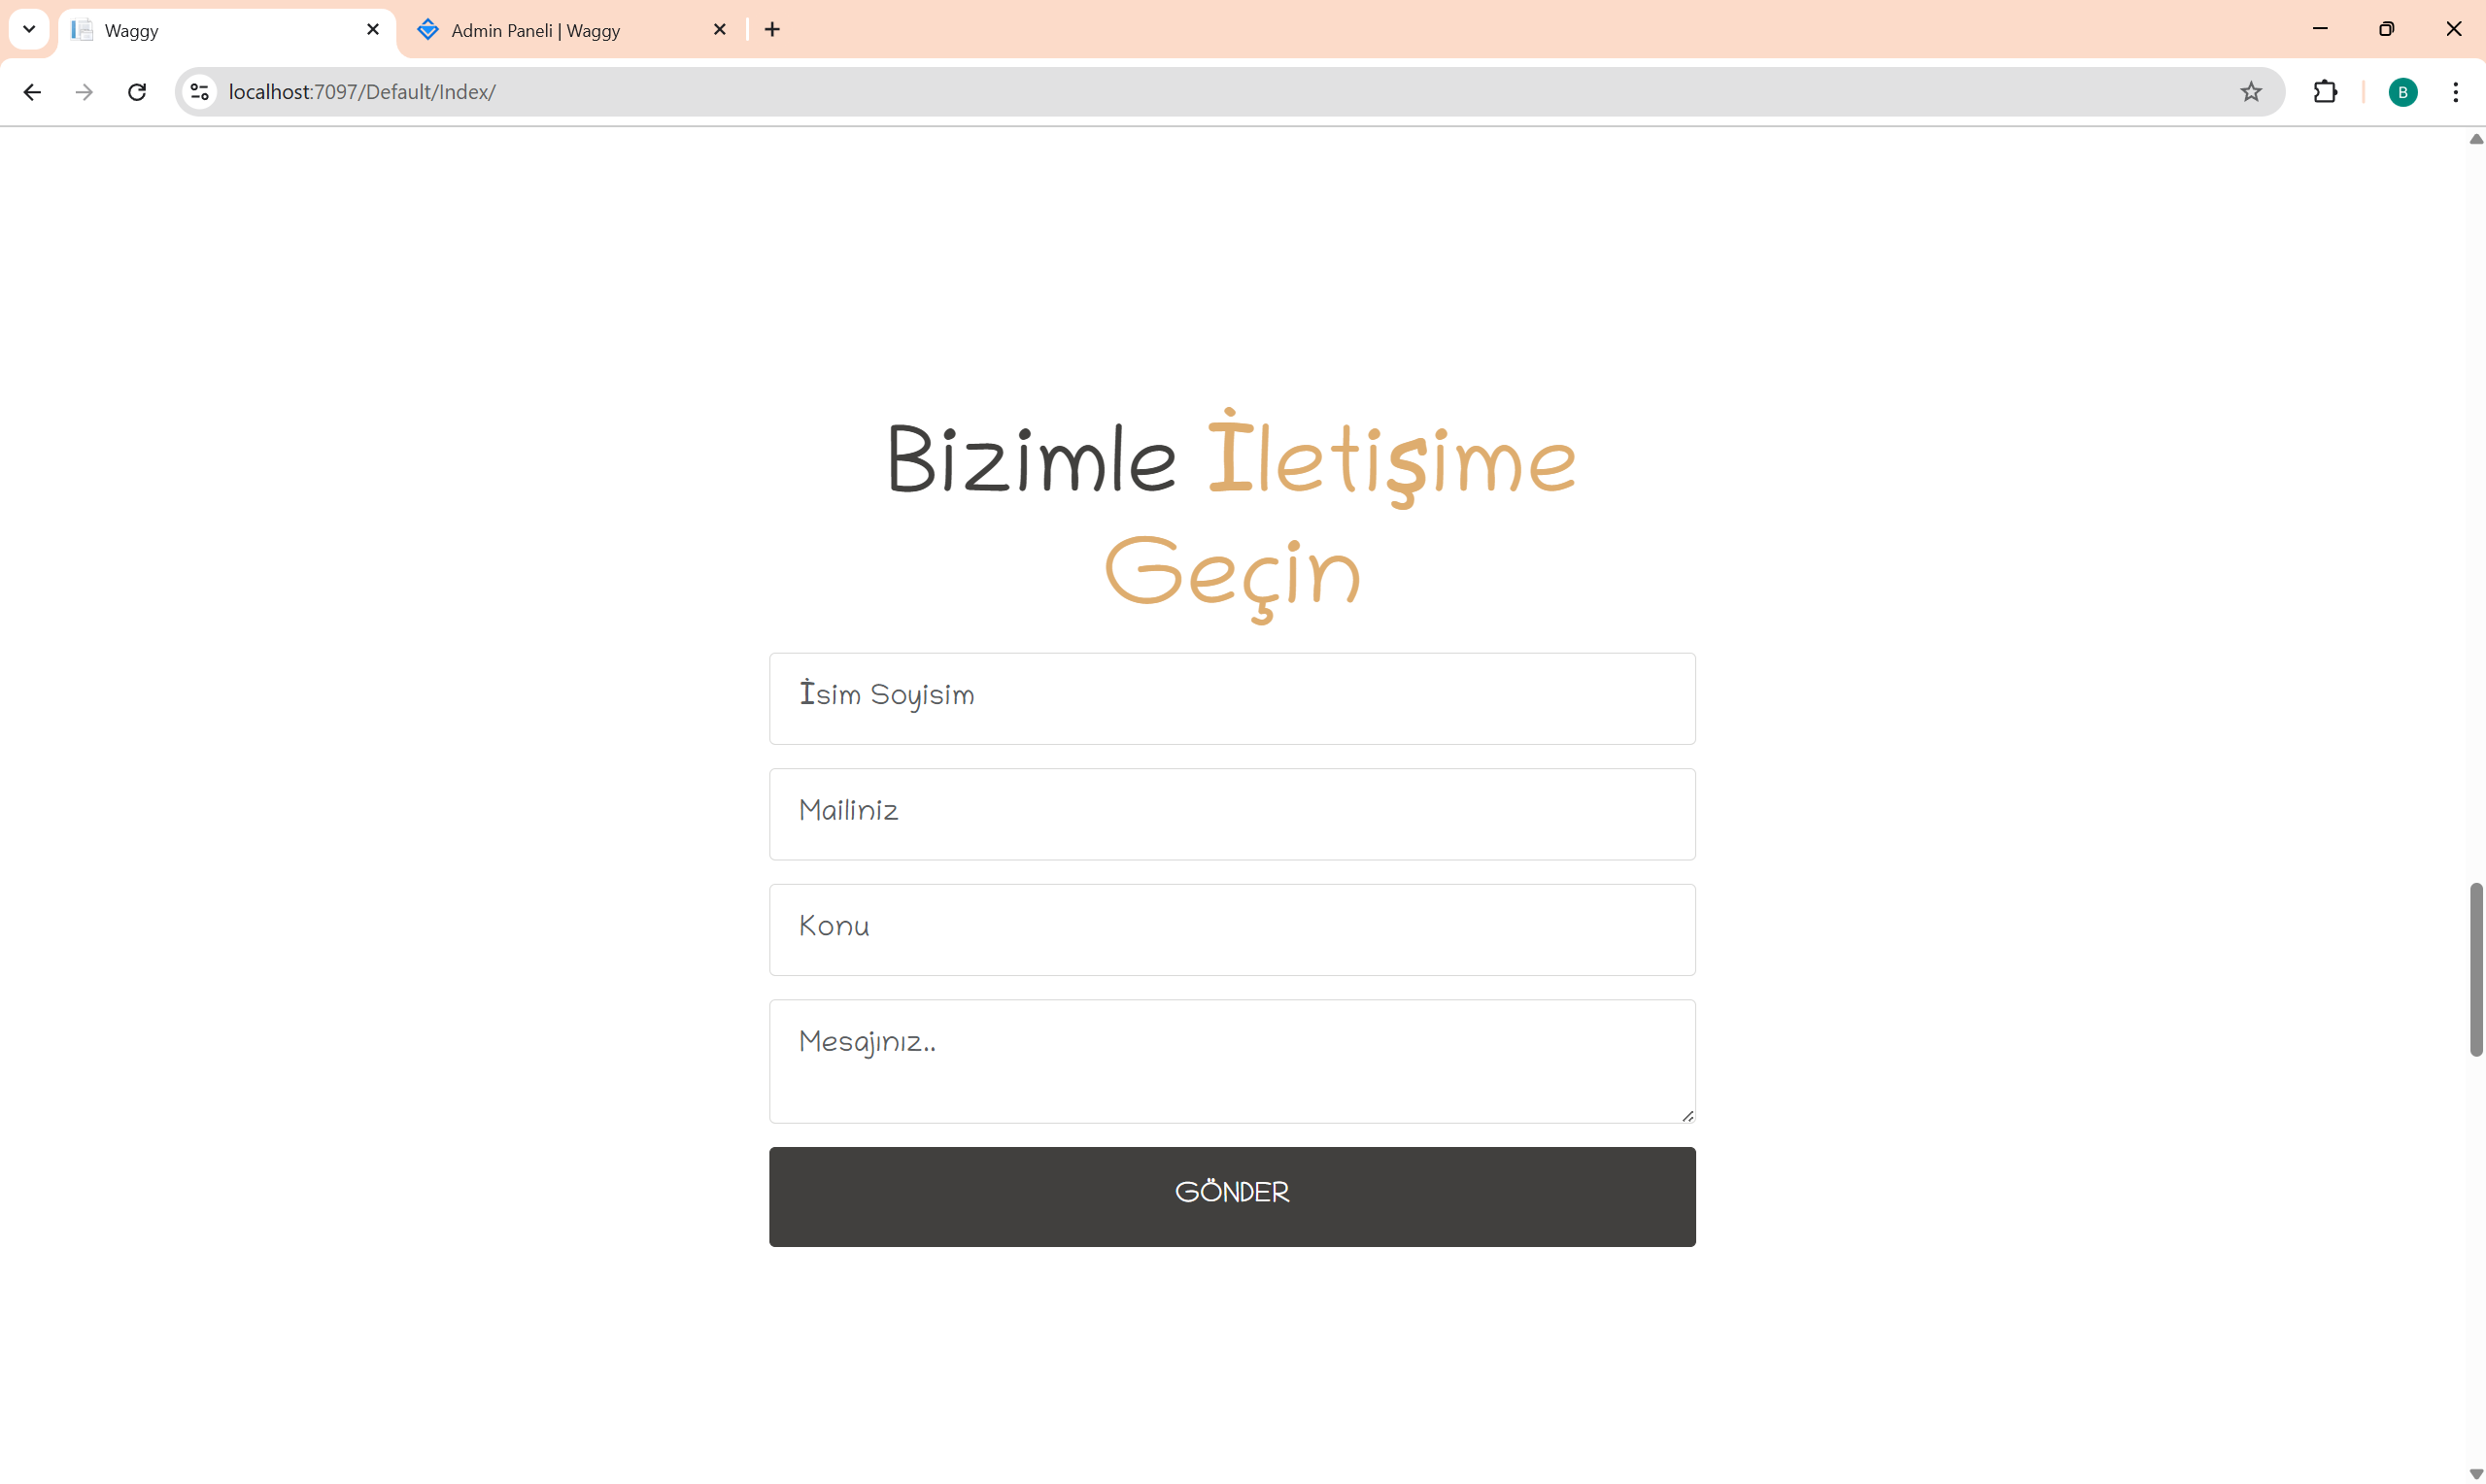 Waggy
Admin Paneli | Waggy
localhost:7097/Default/Index/
B
Bizimle İletişime
Geçin
İsim Soyisim
Mailiniz
Konu
Mesajınız..
GÖNDER